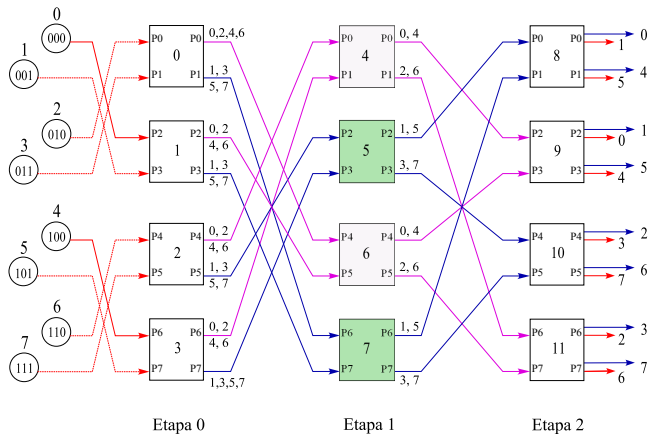 0
000
1
001
2
010
3
011
4
100
5
101
6
110
7
111
P0 P0
0
P1 P1
0,2,4,6
1, 3
5, 7
P2 P2
1
P3 P3
0, 2
4, 6
1, 3
5, 7
P4 P4
2
P5 P5
0, 2
4, 6
1, 3
5, 7
P6 P6
3
P7 P7
0, 2
4, 6
1,3,5,7
P0 P0
4
P1 P1
0, 4
2, 6
P2 P2
5
P3 P3
1, 5
3, 7
P4 P4
6
P5 P5
0, 4
2, 6
P6 P6
7
P7 P7
1, 5
3, 7
P0 P0
8
P1 P1
0
1
4
5
P2 P2
9
P3 P3
1
0
5
4
P4 P4
10
P5 P5
2
3
6
7
P6 P6
11
P7 P7
3
2
7
6
Etapa 0
Etapa 1
Etapa 2